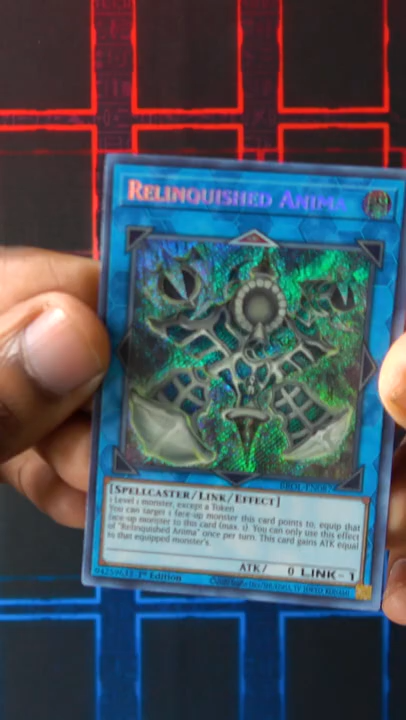 RELINQUISHED ANIMA
[SPELLCASTER/LINK/EFFECT]
1 Level 1 monster, except a Token
You can target 1 face-up monster this card points to; equip that
face-up monster to this card (max. 1). You can only use this effect
of "Relinquished Anima" once per turn. This card gains ATK equal
to that equipped monster's.
ATK/ 0 LINK-1
1st Edition